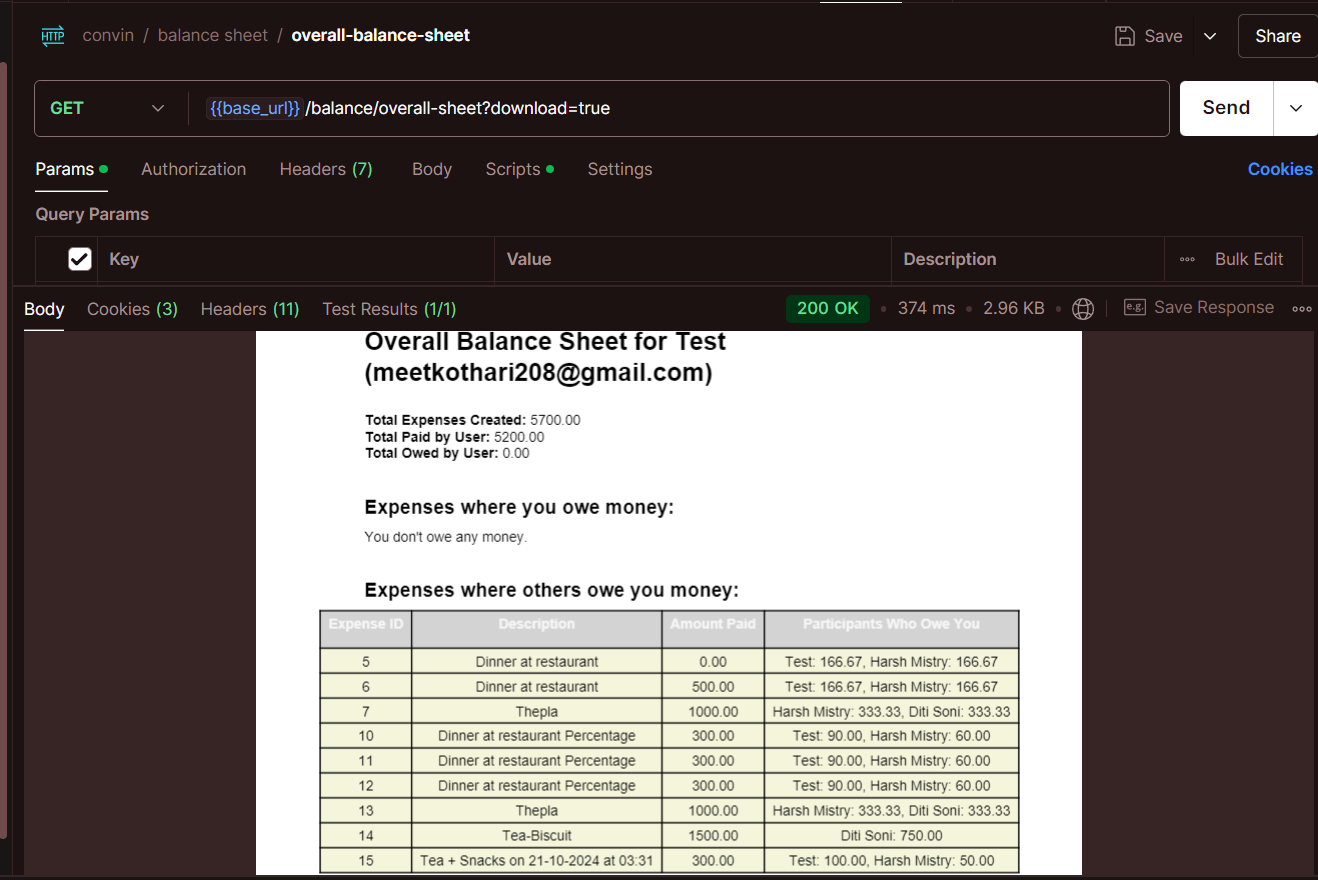 HTTP convin / balance sheet / overall-balance-sheet Save Share
GET {{base_url}}/balance/overall-sheet?download=true Send
Params Authorization Headers (7) Body Scripts Settings Cookies
Query Params
Key Value Description Bulk Edit
Body Cookies (3) Headers (11) Test Results (1/1) 200 OK • 374 ms • 2.96 KB • e.g. Save Response
Overall Balance Sheet for Test
(meetkothari208@gmail.com)
Total Expenses Created: 5700.00
Total Paid by User: 5200.00
Total Owed by User: 0.00
Expenses where you owe money:
You don't owe any money.
Expenses where others owe you money:
Expense ID Description Amount Paid Participants Who Owe You
5 Dinner at restaurant 0.00 Test: 166.67, Harsh Mistry: 166.67
6 Dinner at restaurant 500.00 Test: 166.67, Harsh Mistry: 166.67
7 Thepla 1000.00 Harsh Mistry: 333.33, Diti Soni: 333.33
10 Dinner at restaurant Percentage 300.00 Test: 90.00, Harsh Mistry: 60.00
11 Dinner at restaurant Percentage 300.00 Test: 90.00, Harsh Mistry: 60.00
12 Dinner at restaurant Percentage 300.00 Test: 90.00, Harsh Mistry: 60.00
13 Thepla 1000.00 Harsh Mistry: 333.33, Diti Soni: 333.33
14 Tea-Biscuit 1500.00 Diti Soni: 750.00
15 Tea + Snacks on 21-10-2024 at 03:31 300.00 Test: 100.00, Harsh Mistry: 50.00